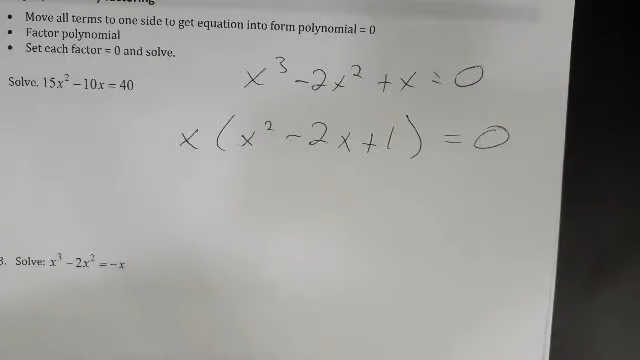 • Move all terms to one side to get equation into form polynomial = 0
• Factor polynomial
• Set each factor = 0 and solve.
Solve. 15x² − 10x = 40
x³ − 2x² + x = 0
x (x² − 2x + 1) = 0
3. Solve: x³ − 2x² = −x